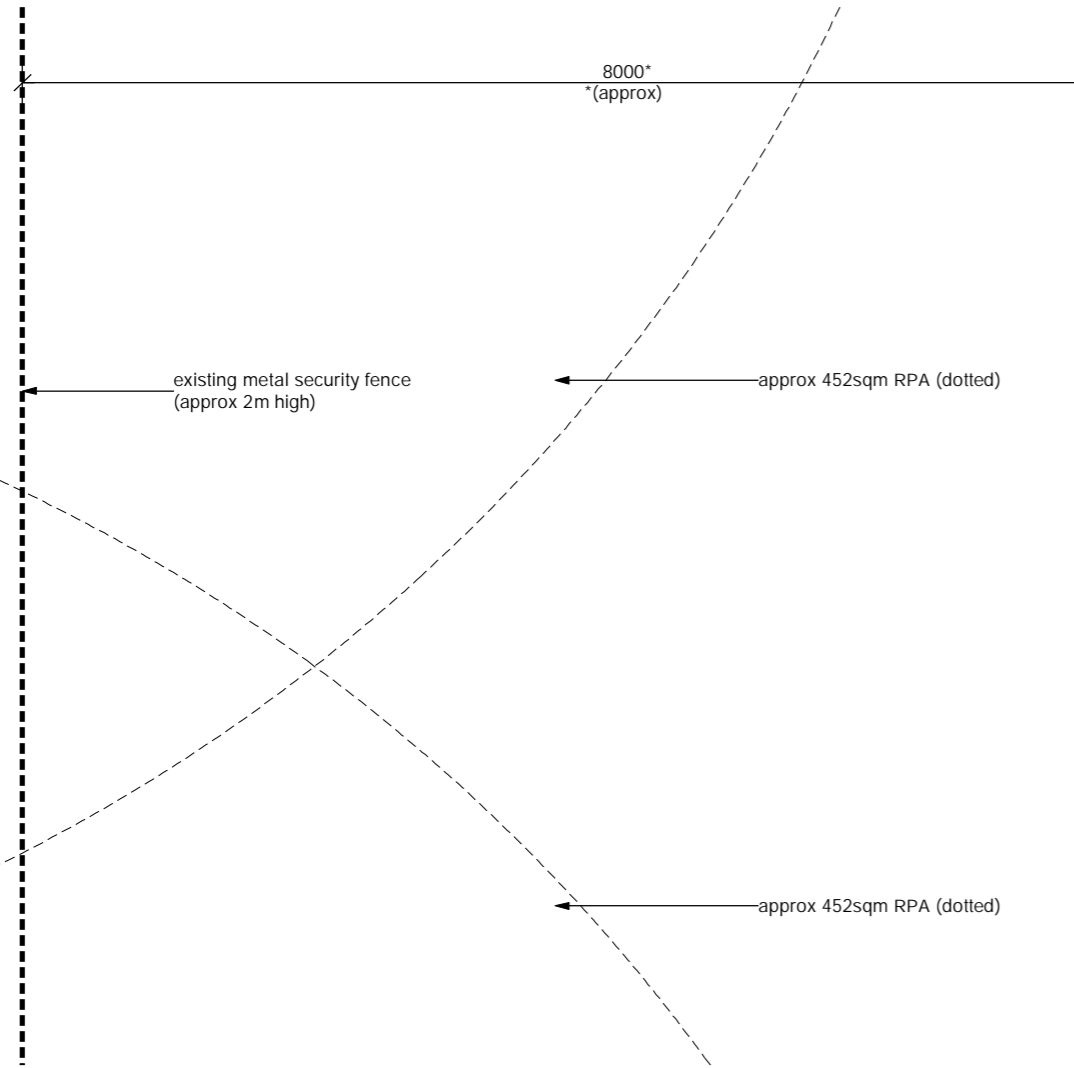 8000*
*(approx)
existing metal security fence
(approx 2m high)
approx 452sqm RPA (dotted)
approx 452sqm RPA (dotted)